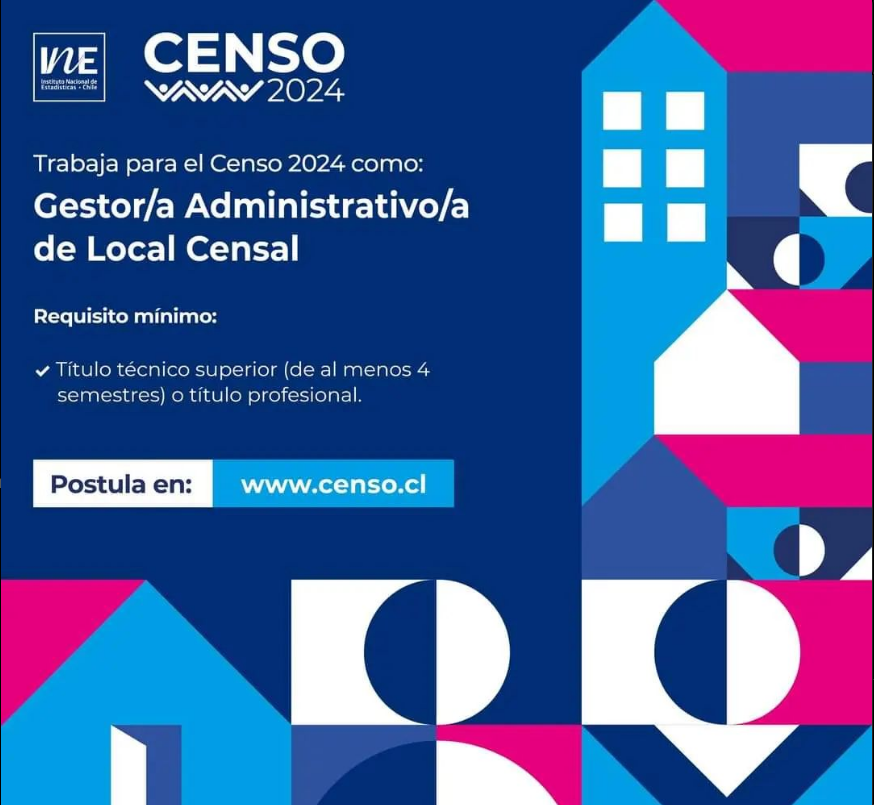 INE
Instituto Nacional de
Estadísticas • Chile
CENSO
2024
Trabaja para el Censo 2024 como:
Gestor/a Administrativo/a
de Local Censal
Requisito mínimo:
Título técnico superior (de al menos 4
semestres) o título profesional.
Postula en: www.censo.cl